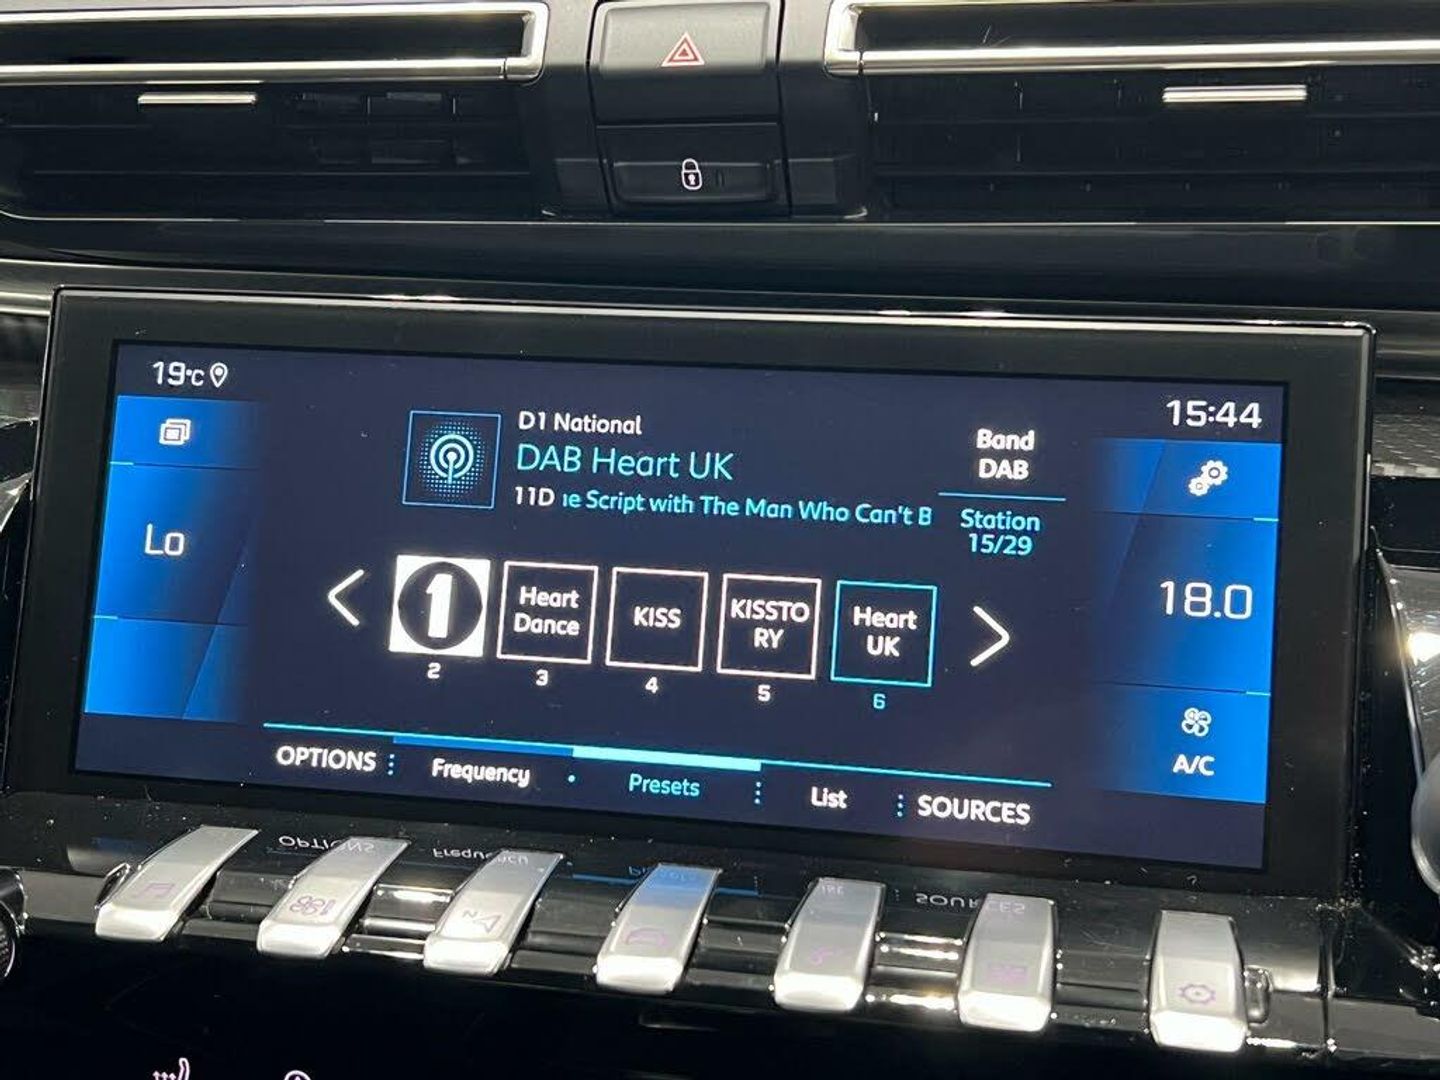 19°C
15:44
D1 National
DAB Heart UK
11D ıe Script with The Man Who Can't B
Band
DAB
Station
15/29
Lo
18.0
1
Heart
Dance
KISS
KISSTO
RY
Heart
UK
2
3
4
5
6
A/C
OPTIONS
Frequency
Presets
List
SOURCES